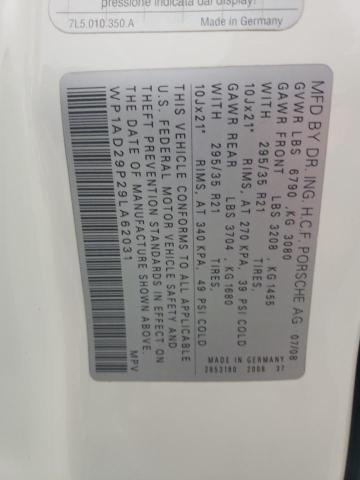 pressione indicata dal display!
7L5.010.350.A Made in Germany
MFD BY DR. ING. H.C.F. PORSCHE AG 07/08
GVWR LBS 6790 ,KG 3080
GAWR FRONT LBS 3208 ,KG 1455
WITH 295/35 R21 TIRES,
10Jx21" RIMS, AT 270 KPA, 39 PSI COLD
GAWR REAR LBS 3704 ,KG 1680
WITH 295/35 R21 TIRES,
10Jx21" RIMS, AT 340 KPA, 49 PSI COLD
THIS VEHICLE CONFORMS TO ALL APPLICABLE
U.S. FEDERAL MOTOR VEHICLE SAFETY AND
THEFT PREVENTION STANDARDS IN EFFECT ON
THE DATE OF MANUFACTURE SHOWN ABOVE.
WP1AD29P29LA62031 MPV
MADE IN GERMANY
2653190 2008 37